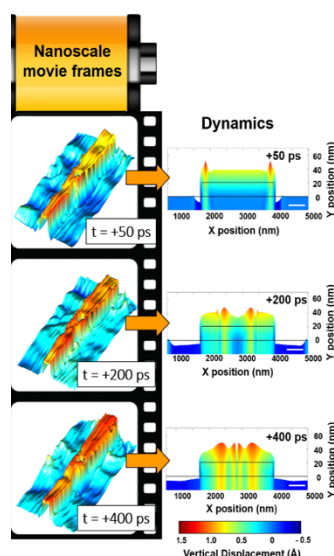 Nanoscale
movie frames
Dynamics
t = +50 ps
+50 ps
60
40
20
0
Y position (nm)
1000 2000 3000 4000 5000
X position (nm)
t = +200 ps
+200 ps
60
40
20
0
Y position (nm)
1000 2000 3000 4000 5000
X position (nm)
t = +400 ps
+400 ps
60
40
20
0
Y position (nm)
1000 2000 3000 4000 5000
X position (nm)
1.5 1.0 0.5 0 -0.5
Vertical Displacement (Å)